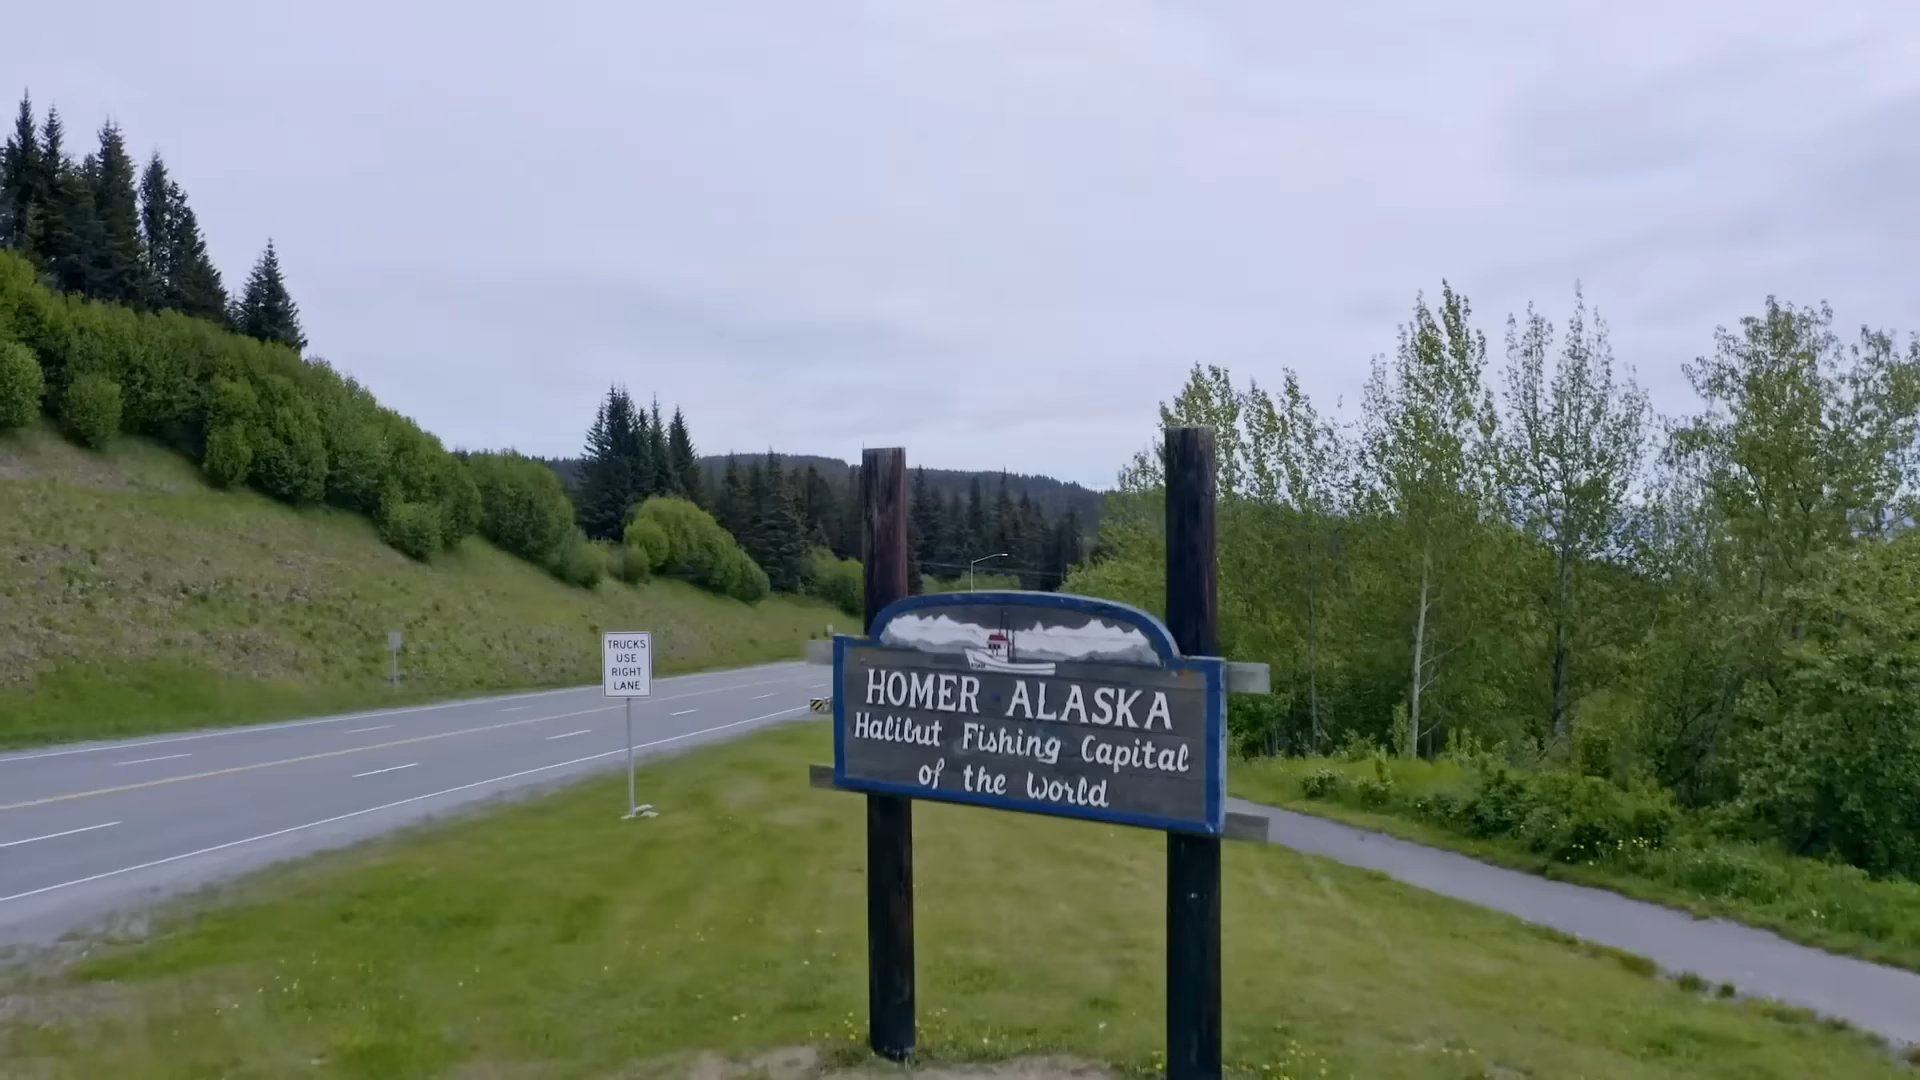 TRUCKS
USE
RIGHT
LANE
HOMER ALASKA
Halibut Fishing Capital
of the World